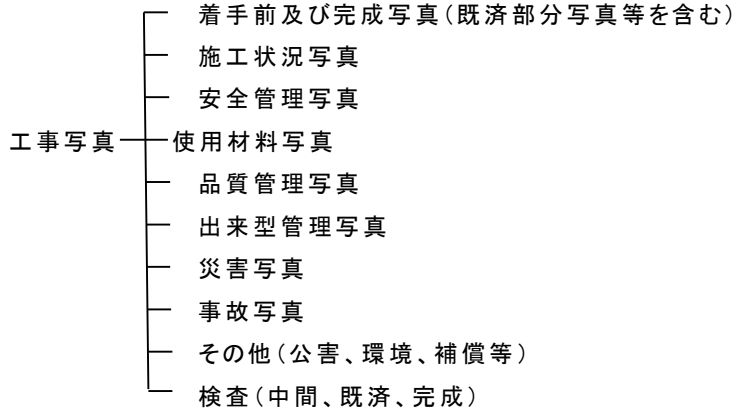 着手前及び完成写真（既済部分写真等を含む）
施工状況写真
安全管理写真
工事写真 使用材料写真
品質管理写真
出来型管理写真
災害写真
事故写真
その他（公害、環境、補償等）
検査（中間、既済、完成）